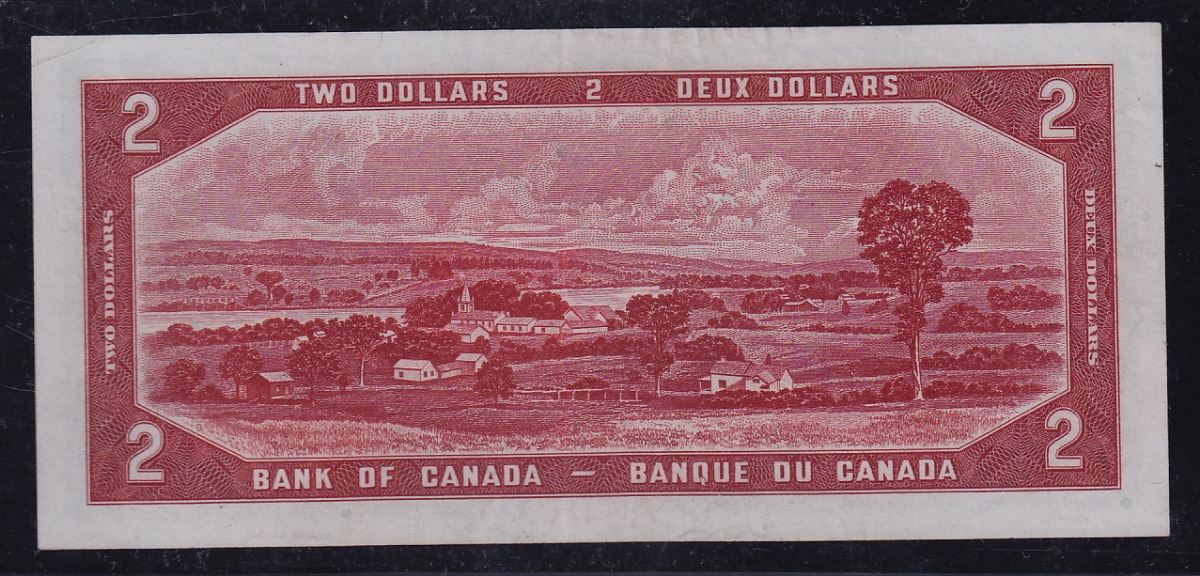 2 TWO DOLLARS 2 DEUX DOLLARS 2
TWO DOLLARS
DEUX DOLLARS
2 BANK OF CANADA — BANQUE DU CANADA 2